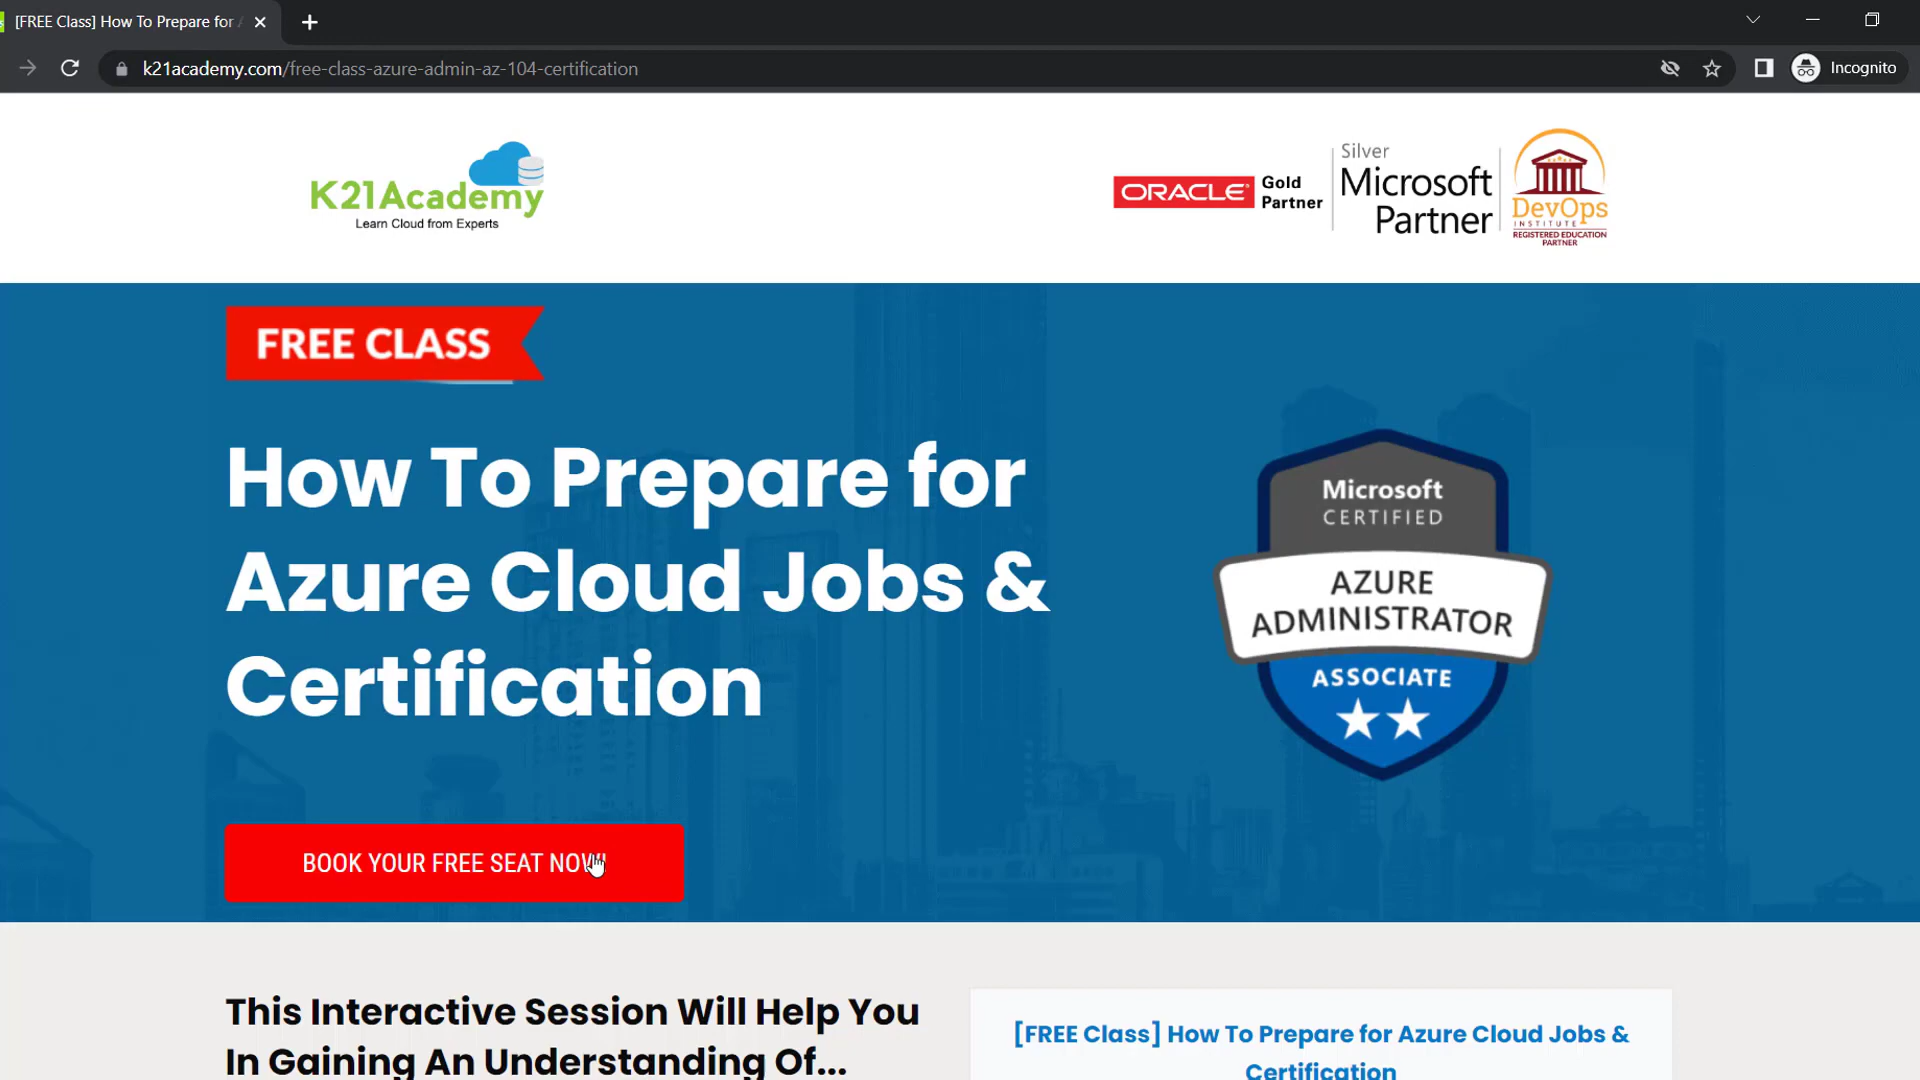 [FREE Class] How To Prepare for
k21academy.com/free-class-azure-admin-az-104-certification
Incognito
K21Academy
Learn Cloud from Experts
ORACLE
Gold
Partner
Silver
Microsoft
Partner
DevOps
INSTITUTE
REGISTERED EDUCATION
PARTNER
FREE CLASS
How To Prepare for
Azure Cloud Jobs &
Certification
Microsoft
CERTIFIED
AZURE
ADMINISTRATOR
ASSOCIATE
BOOK YOUR FREE SEAT NOW!
This Interactive Session Will Help You
In Gaining An Understanding Of...
[FREE Class] How To Prepare for Azure Cloud Jobs &
Certification